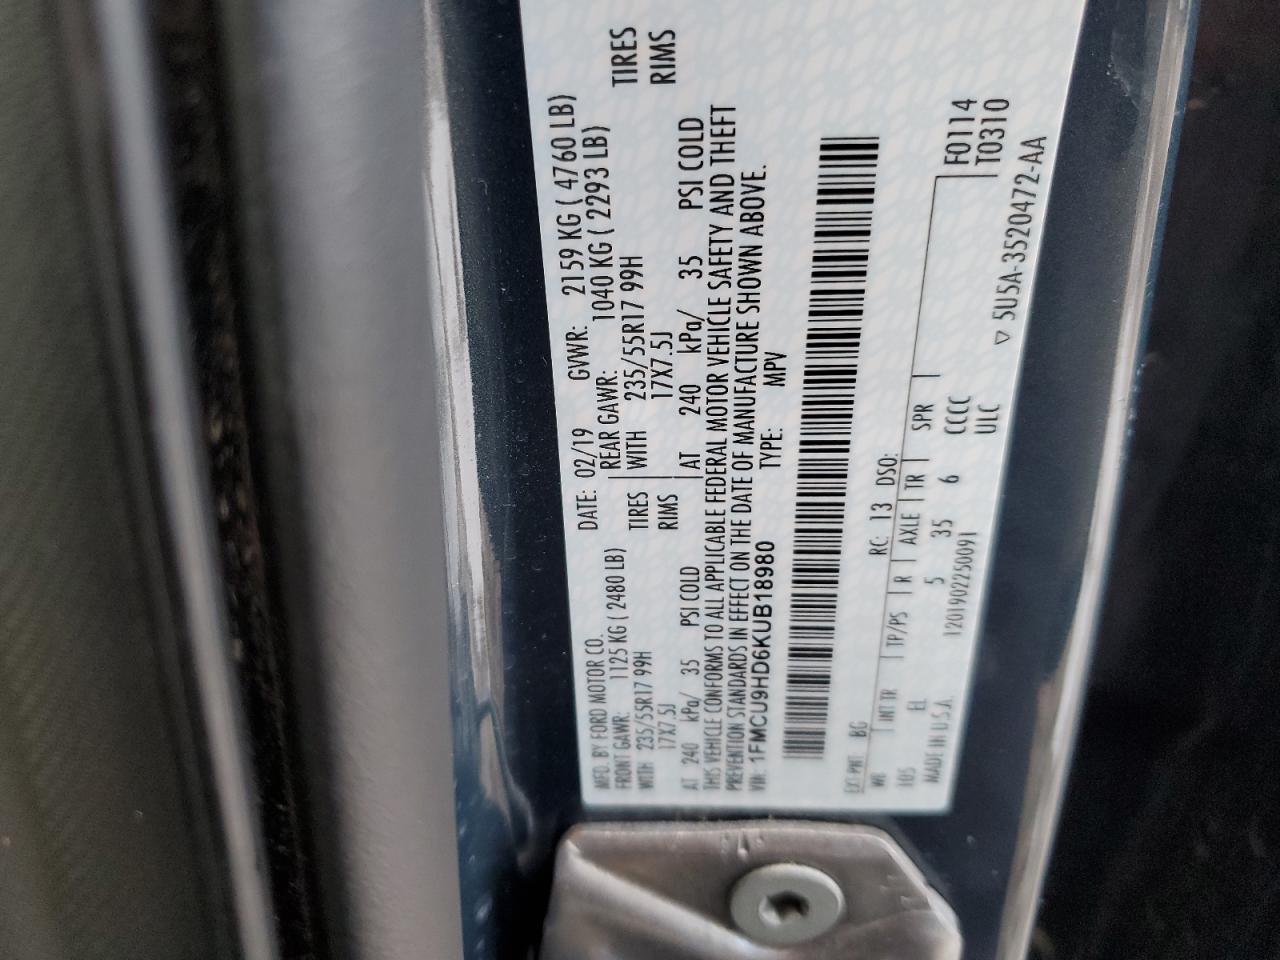 MFD. BY FORD MOTOR CO.
DATE: 02/19 GVWR: 2159 KG ( 4760 LB)
FRONT GAWR: 1125 KG ( 2480 LB) REAR GAWR: 1040 KG ( 2293 LB)
WITH 235/55R17 99H TIRES WITH 235/55R17 99H TIRES
17X7.5J RIMS 17X7.5J RIMS
AT 240 kPa/ 35 PSI COLD AT 240 kPa/ 35 PSI COLD
THIS VEHICLE CONFORMS TO ALL APPLICABLE FEDERAL MOTOR VEHICLE SAFETY AND THEFT
PREVENTION STANDARDS IN EFFECT ON THE DATE OF MANUFACTURE SHOWN ABOVE.
VIN: 1FMCU9HD6KUB18980 TYPE: MPV
EXT PNT: BG RC: 13 DSO:
WB INT TR TP/PS R AXLE TR SPR F0114
105 EL 5 35 6 CCCC T0310
MADE IN U.S.A. 1201902250091 ULC
▽ 5U5A-3520472-AA